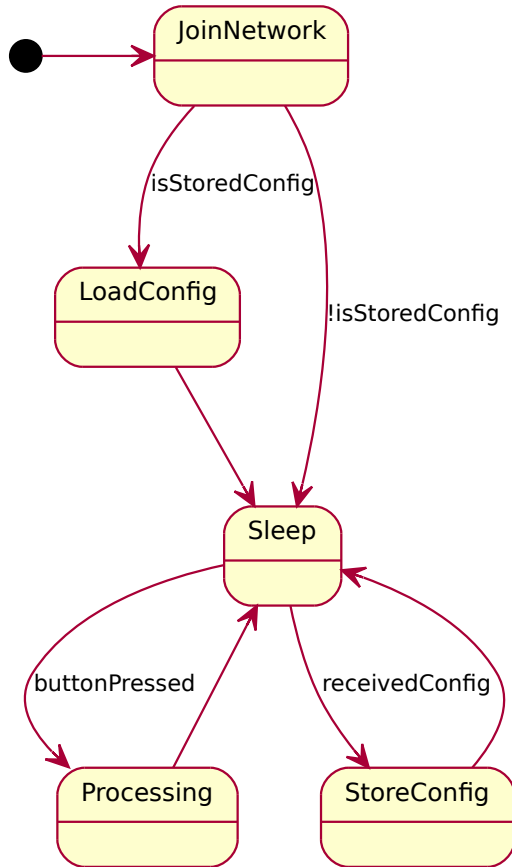 JoinNetwork
isStoredConfig
LoadConfig
!isStoredConfig
Sleep
buttonPressed
receivedConfig
Processing
StoreConfig